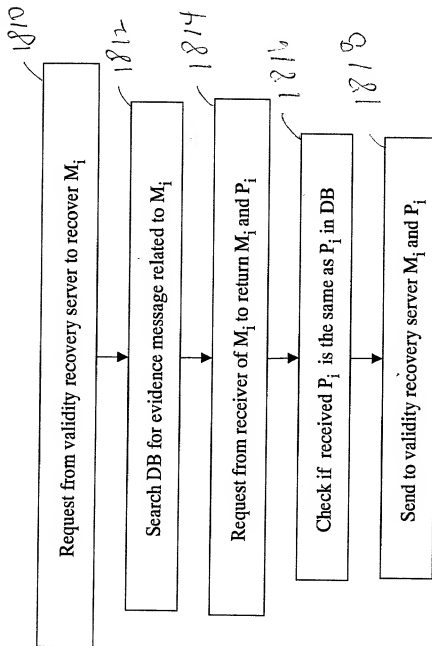 1810
Request from validity recovery server to recover Mi
1812
Search DB for evidence message related to Mi
1814
Request from receiver of Mi to return Mi and Pi
1816
Check if received Pi is the same as Pi in DB
1818
Send to validity recovery server Mi and Pi